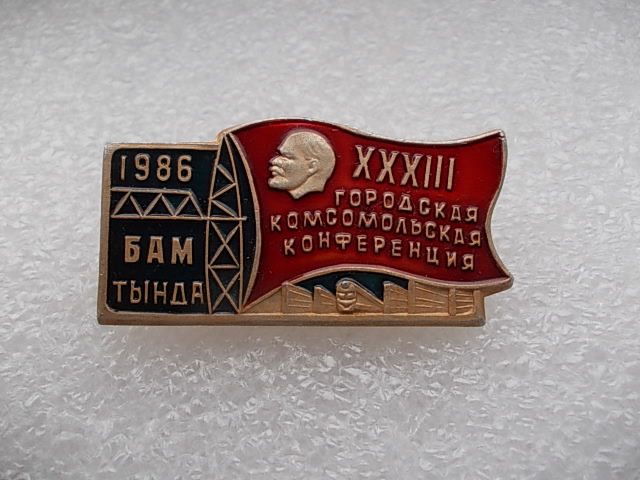 1986
БАМ
ТЫНДА
XXXIII
ГОРОДСКАЯ
КОМСОМОЛЬСКАЯ
КОНФЕРЕНЦИЯ